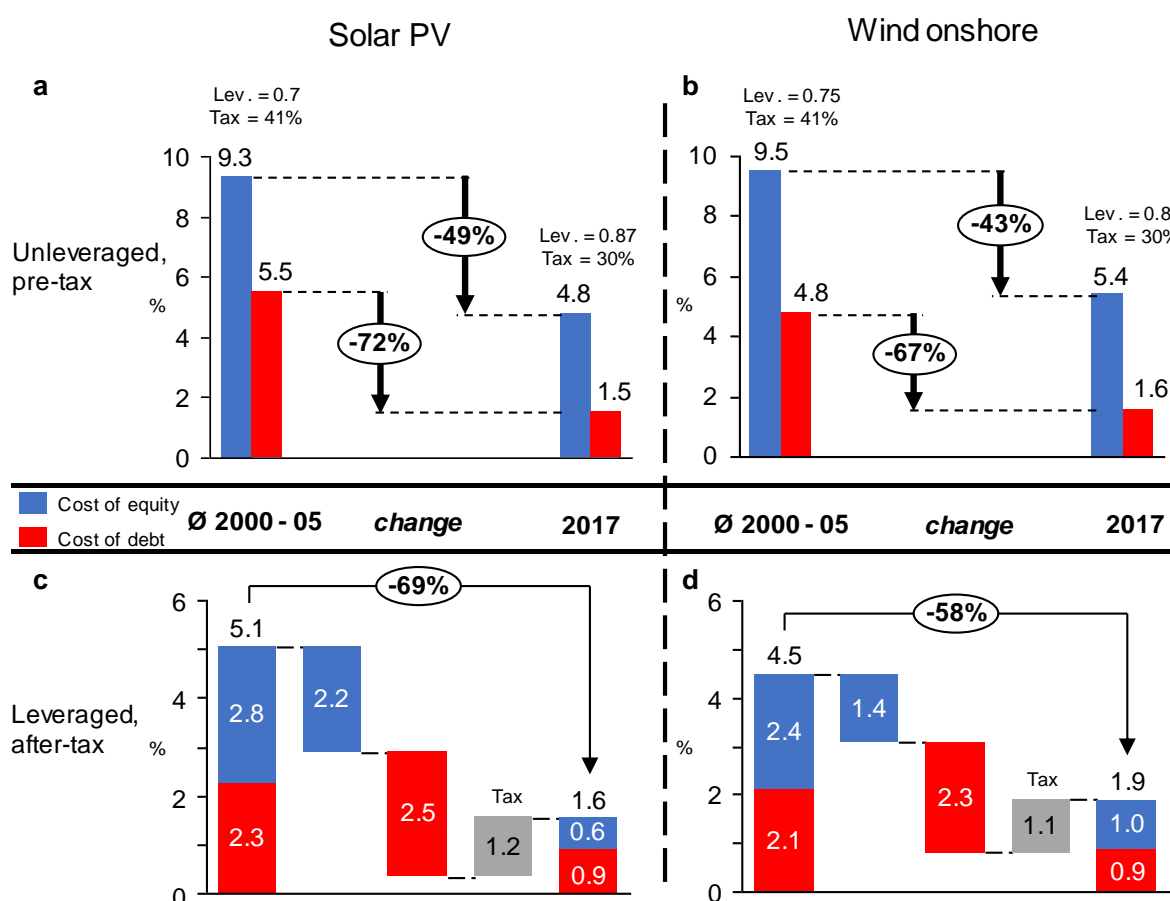 Solar PV
Wind onshore
a
Lev. = 0.7
Tax = 41%
Unleveraged,
pre-tax
%
10
8
6
4
2
0
9.3
5.5
-49%
-72%
Lev. = 0.87
Tax = 30%
4.8
1.5
b
Lev. = 0.75
Tax = 41%
%
10
8
6
4
2
0
9.5
4.8
-43%
-67%
Lev. = 0.8
Tax = 30%
5.4
1.6
Cost of equity
Cost of debt
Ø 2000 - 05
change
2017
Ø 2000 - 05
change
2017
c
Leveraged,
after-tax
%
6
4
2
0
-69%
5.1
2.8
2.3
2.2
2.5
Tax
1.2
1.6
0.6
0.9
d
%
6
4
2
0
-58%
4.5
2.4
2.1
1.4
2.3
Tax
1.1
1.9
1.0
0.9